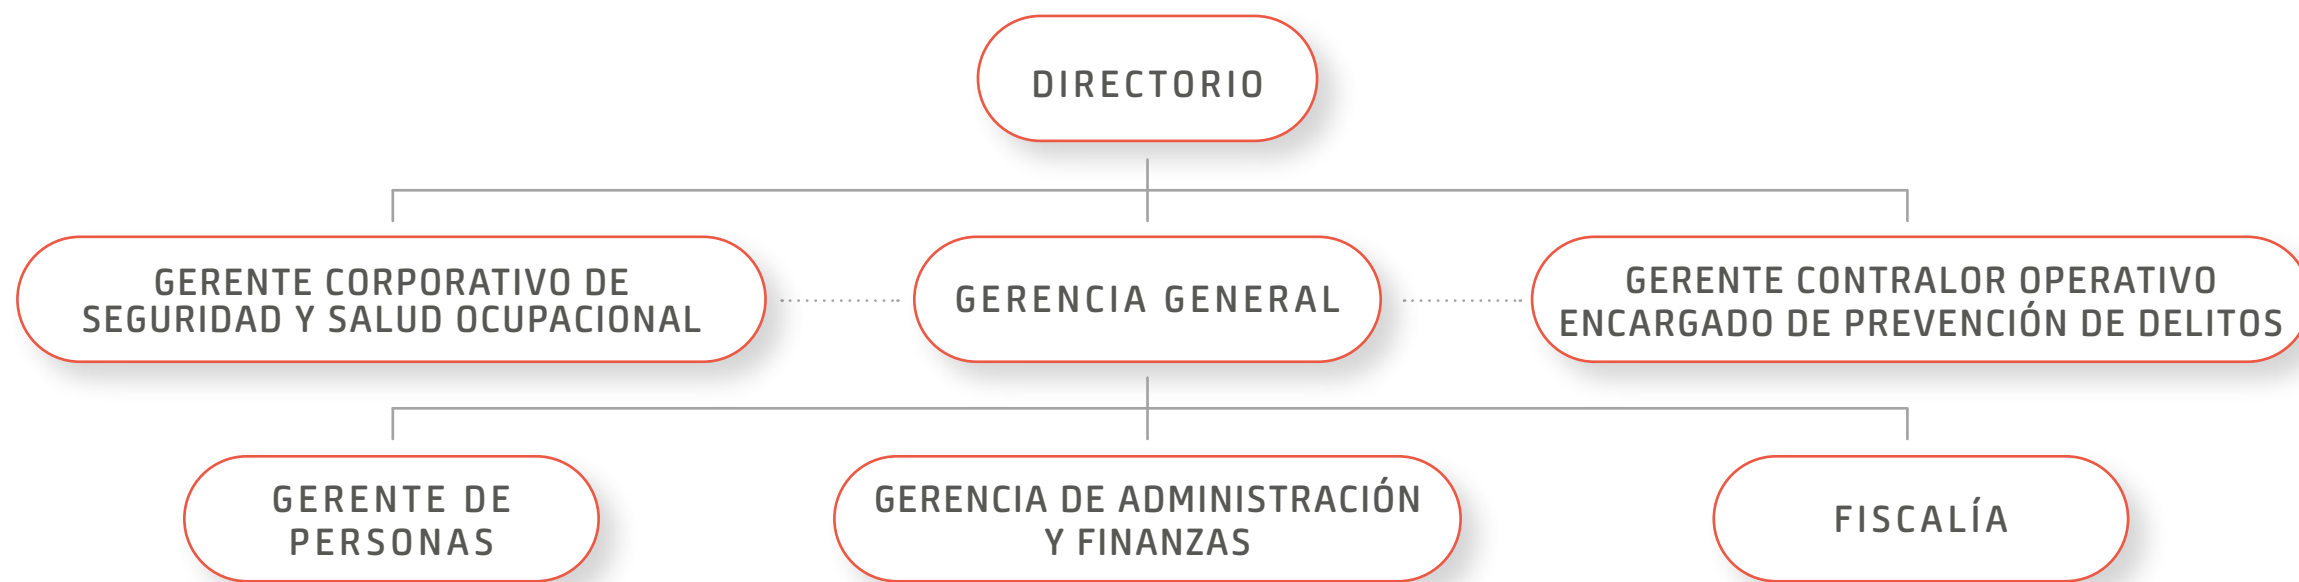 DIRECTORIO
GERENTE CORPORATIVO DE
SEGURIDAD Y SALUD OCUPACIONAL
GERENCIA GENERAL
GERENTE CONTRALOR OPERATIVO
ENCARGADO DE PREVENCIÓN DE DELITOS
GERENTE DE
PERSONAS
GERENCIA DE ADMINISTRACIÓN
Y FINANZAS
FISCALÍA